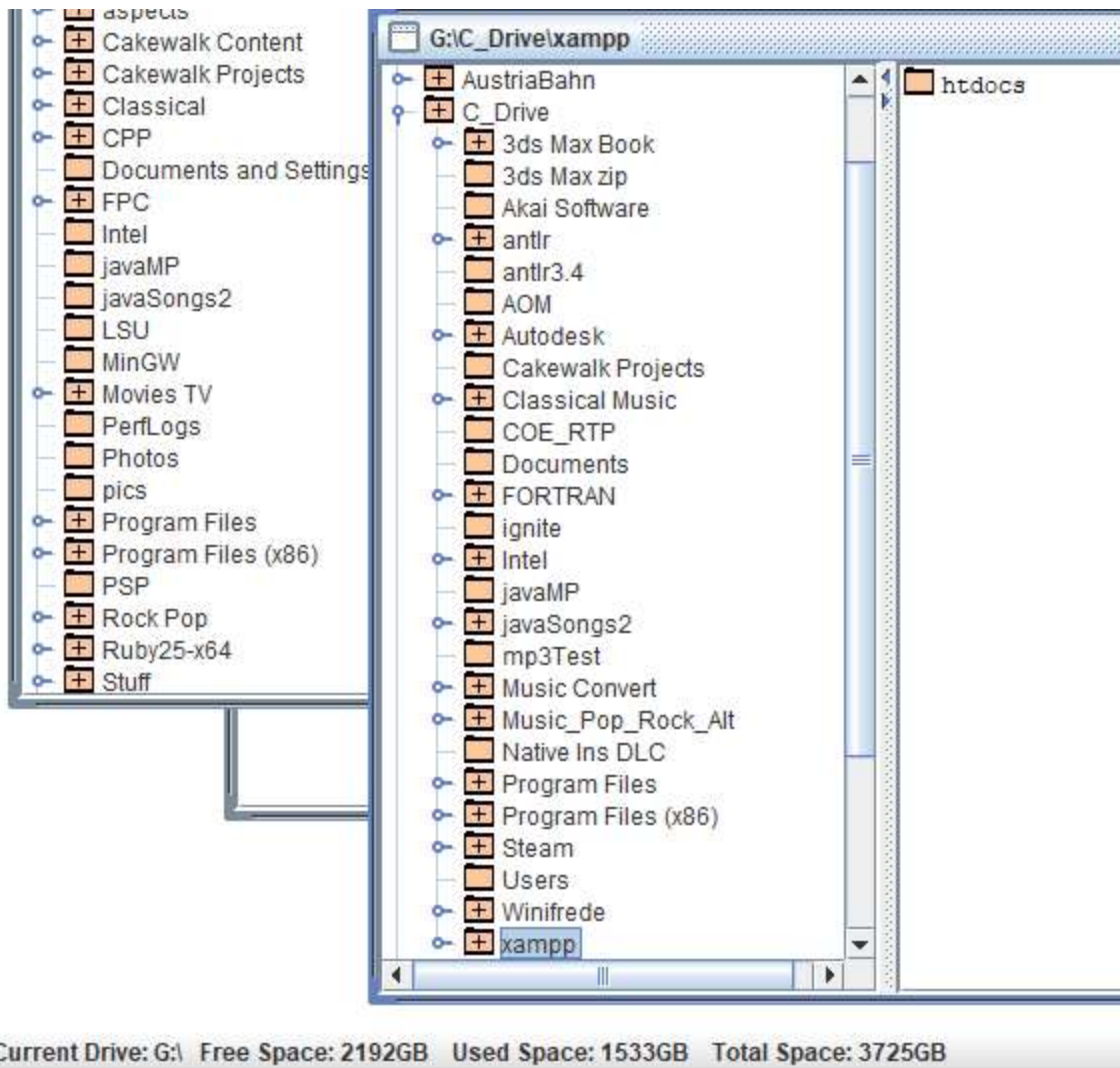 aspects
Cakewalk Content
Cakewalk Projects
Classical
CPP
Documents and Settings
FPC
Intel
javaMP
javaSongs2
LSU
MinGW
Movies TV
PerfLogs
Photos
pics
Program Files
Program Files (x86)
PSP
Rock Pop
Ruby25-x64
Stuff
G:\C_Drive\xampp
AustriaBahn
C_Drive
3ds Max Book
3ds Max zip
Akai Software
antlr
antlr3.4
AOM
Autodesk
Cakewalk Projects
Classical Music
COE_RTP
Documents
FORTRAN
ignite
Intel
javaMP
javaSongs2
mp3Test
Music Convert
Music_Pop_Rock_Alt
Native Ins DLC
Program Files
Program Files (x86)
Steam
Users
Winifrede
xampp
htdocs
Current Drive: G:\ Free Space: 2192GB Used Space: 1533GB Total Space: 3725GB